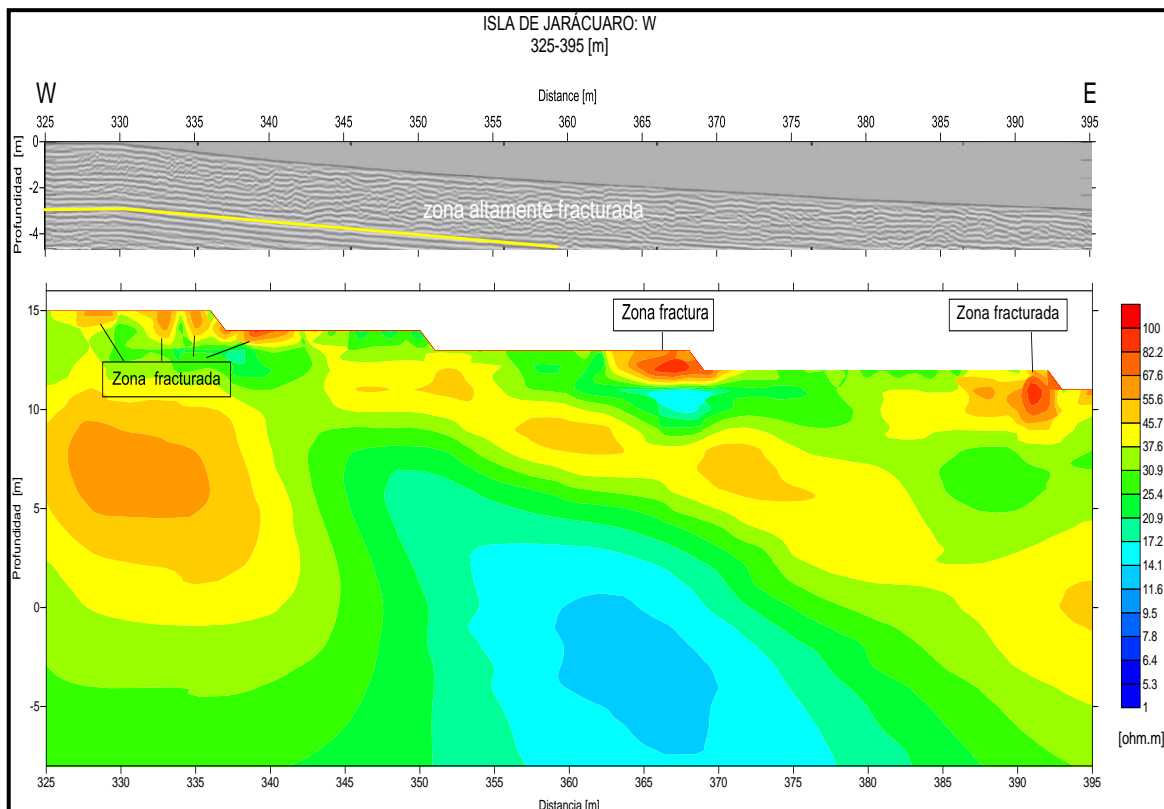 ISLA DE JARÁCUARO: W
325-395 [m]
W
E
Distance [m]
325 330 335 340 345 350 355 360 365 370 375 380 385 390 395
Profundidad [m]
0
-2
-4
zona altamente fracturada
Profundidad [m]
15
10
5
0
-5
Zona fracturada
Zona fractura
Zona fracturada
325 330 335 340 345 350 355 360 365 370 375 380 385 390 395
Distancia [m]
100
82.2
67.6
55.6
45.7
37.6
30.9
25.4
20.9
17.2
14.1
11.6
9.5
7.8
6.4
5.3
1
[ohm.m]